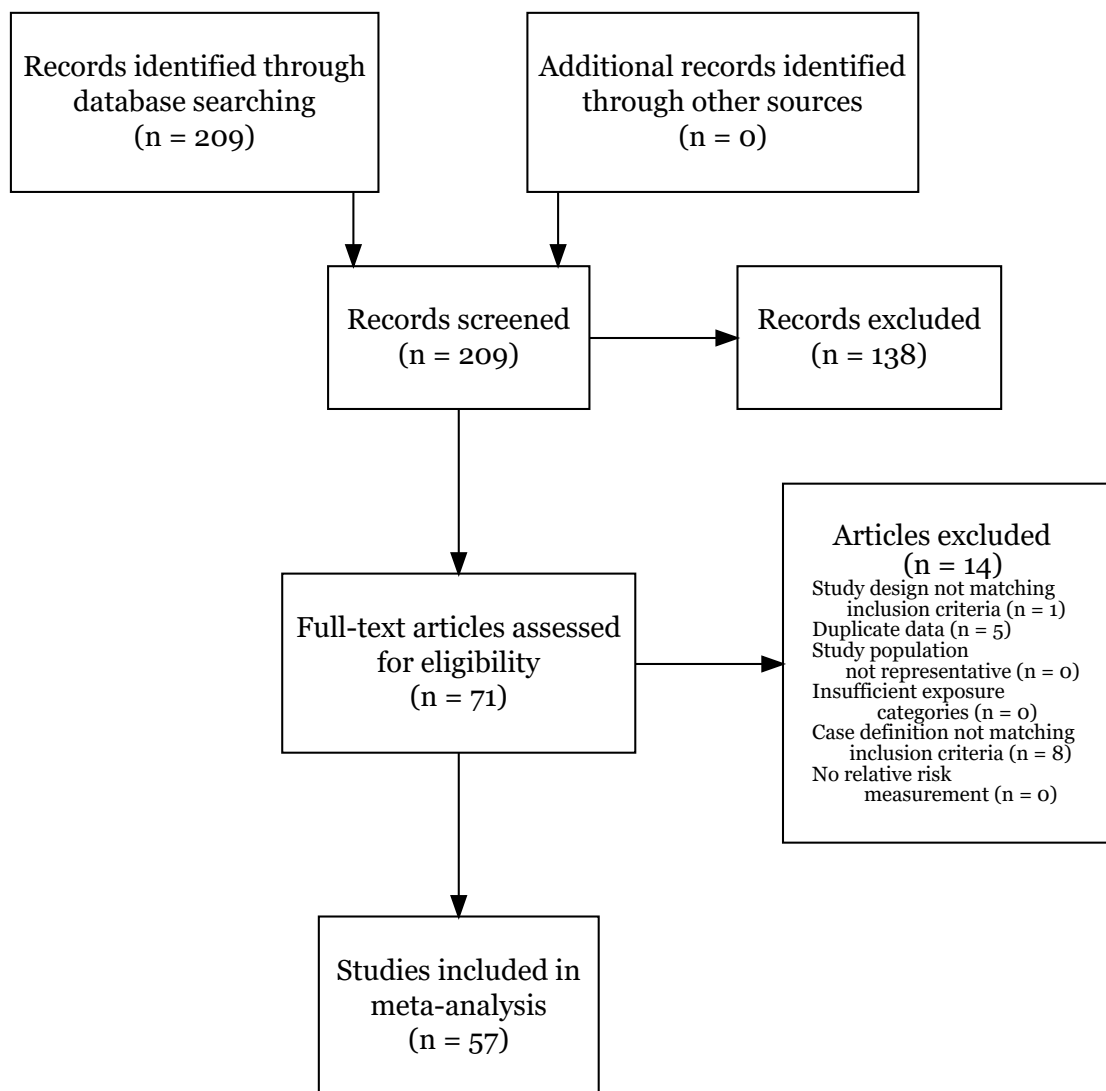 Records identified through
database searching
(n = 209)
Additional records identified
through other sources
(n = 0)
Records screened
(n = 209)
Records excluded
(n = 138)
Full-text articles assessed
for eligibility
(n = 71)
Articles excluded
(n = 14)
Study design not matching
inclusion criteria (n = 1)
Duplicate data (n = 5)
Study population
not representative (n = 0)
Insufficient exposure
categories (n = 0)
Case definition not matching
inclusion criteria (n = 8)
No relative risk
measurement (n = 0)
Studies included in
meta-analysis
(n = 57)